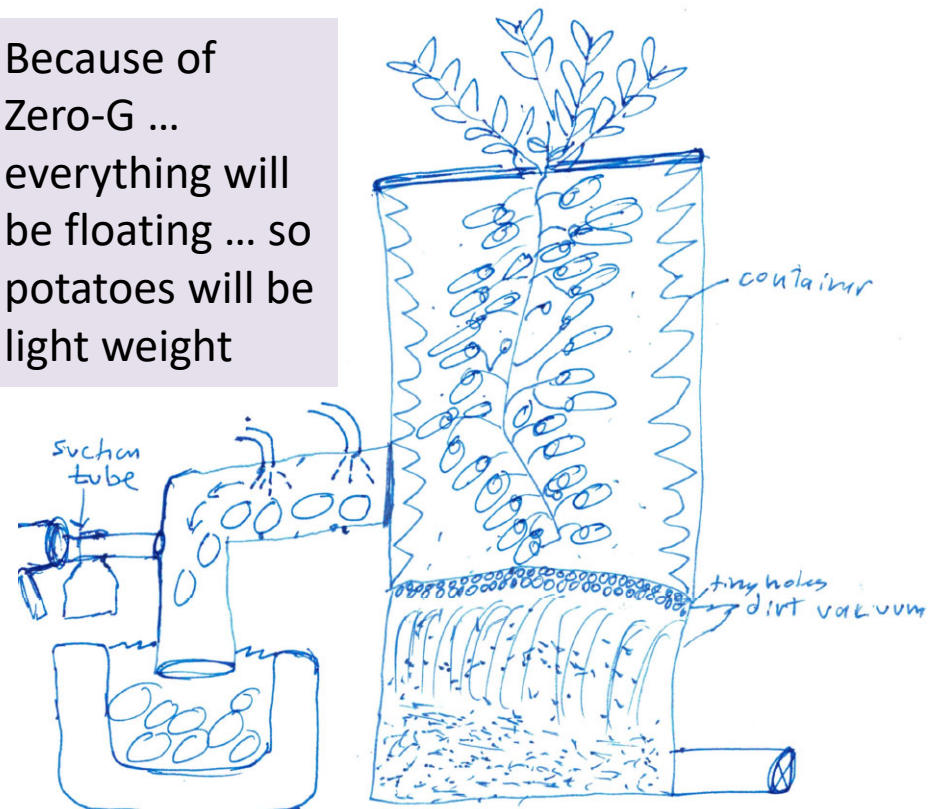 Because of
Zero-G ...
everything will
be floating ... so
potatoes will be
light weight
container
suction
tube
tiny holes
dirt vacuum